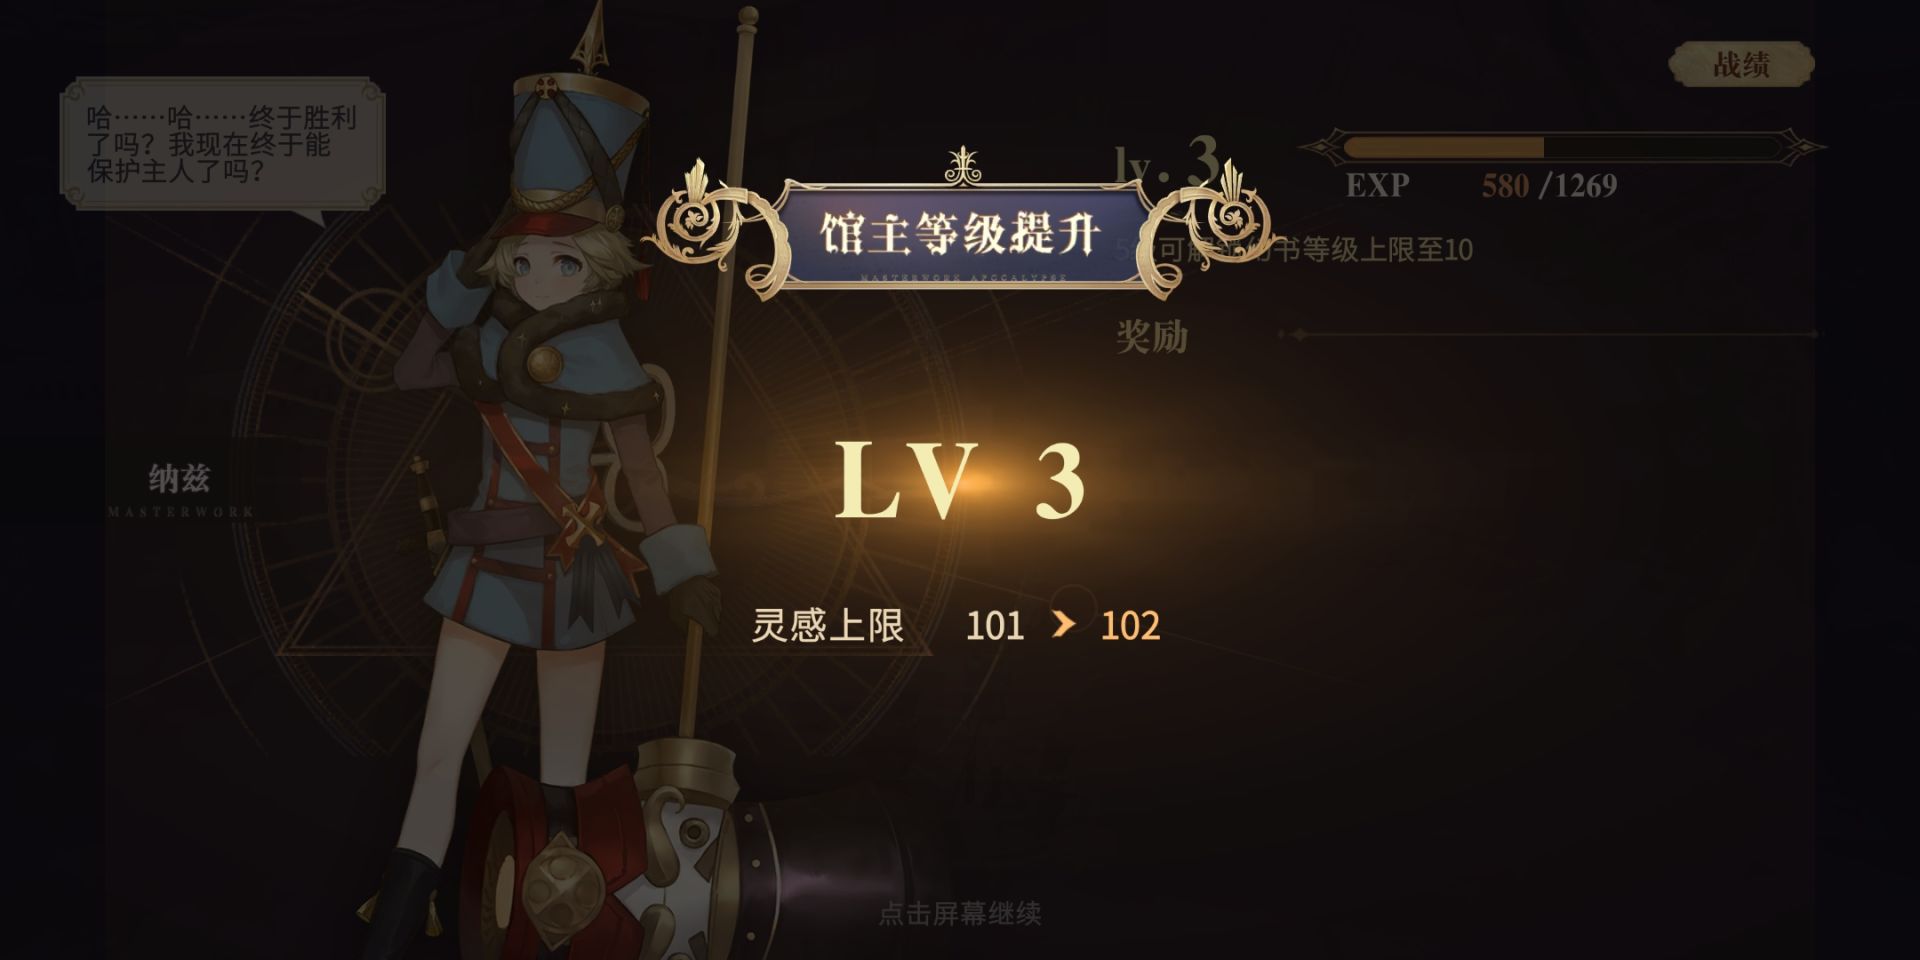 哈……哈……终于胜利
了吗？我现在终于能
保护主人了吗？
战绩
lv. 3
EXP 580 /1269
馆主等级提升
MASTERWORK APOCALYPSE
书等级上限至10
奖励
LV 3
纳兹
MASTERWORK
灵感上限 101 102
点击屏幕继续